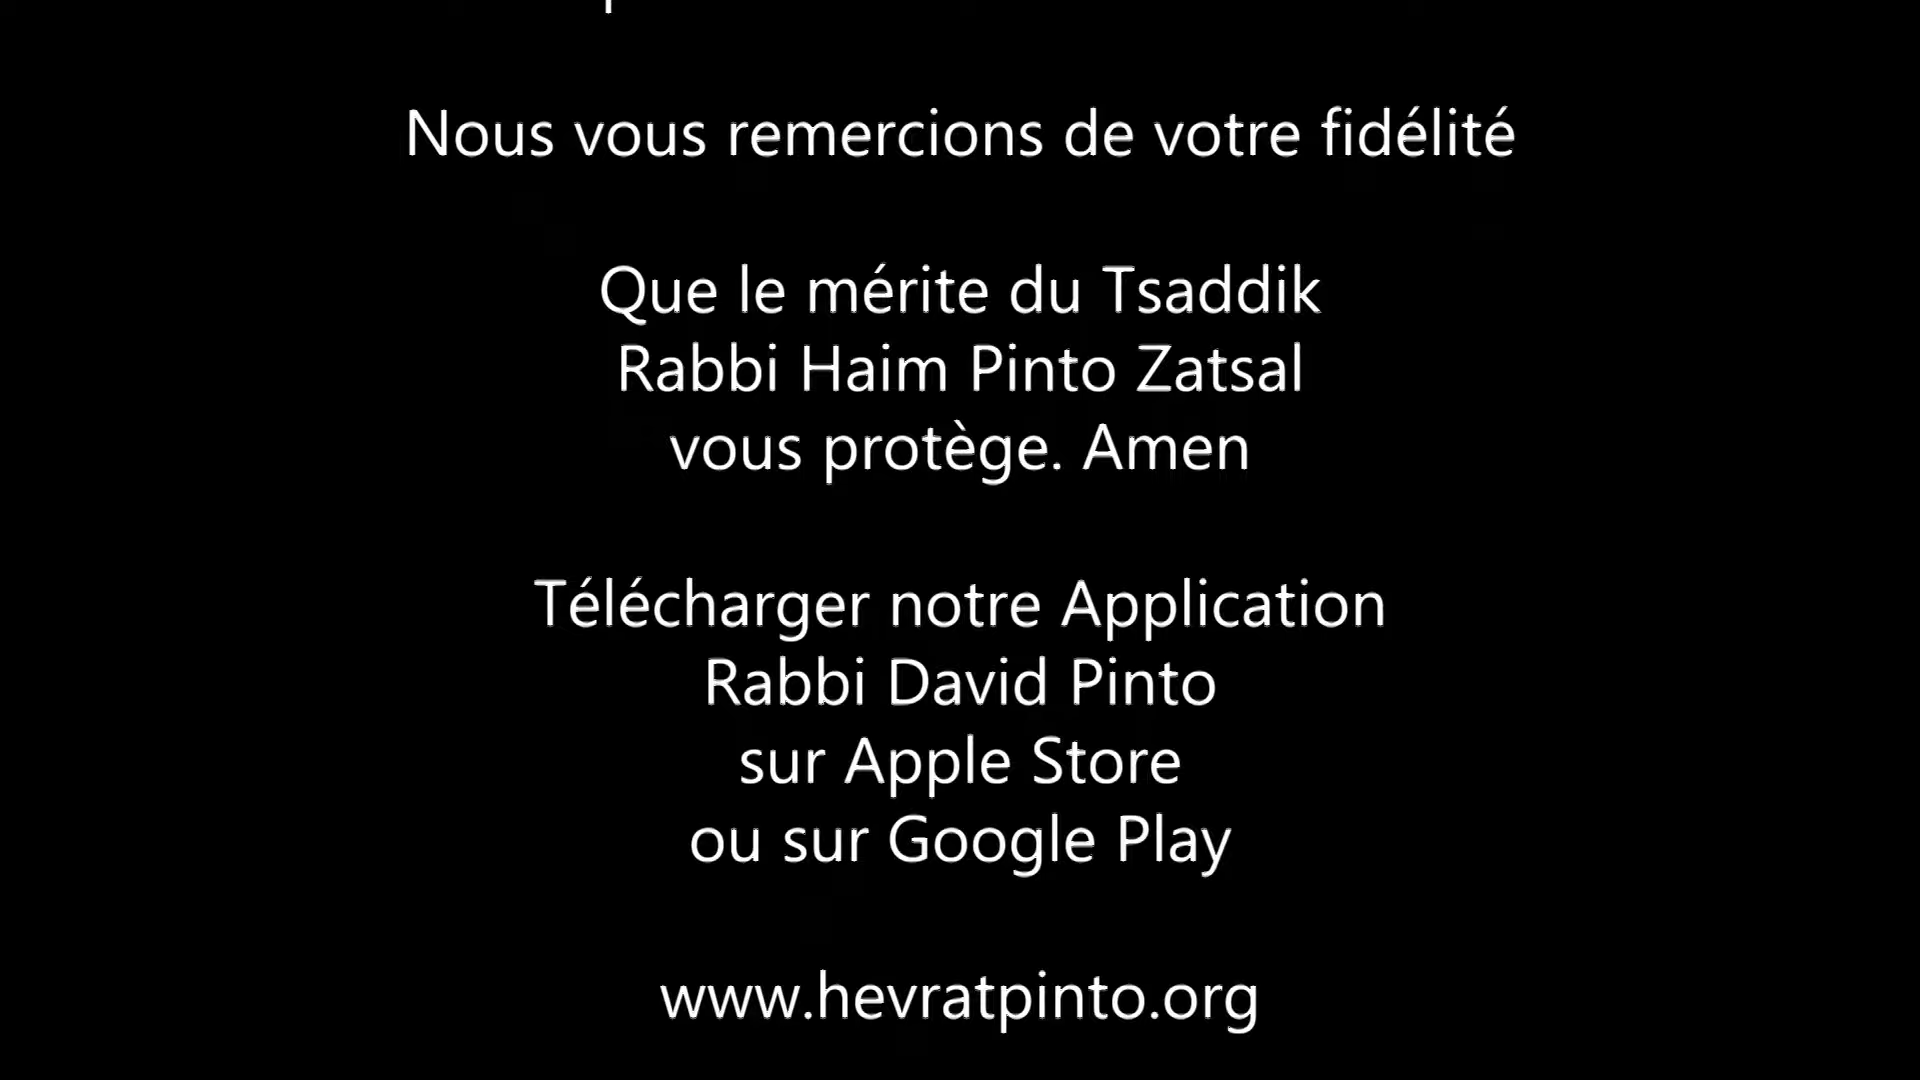 Nous vous remercions de votre fidélité
Que le mérite du Tsaddik
Rabbi Haim Pinto Zatsal
vous protège. Amen
Télécharger notre Application
Rabbi David Pinto
sur Apple Store
ou sur Google Play
www.hevratpinto.org